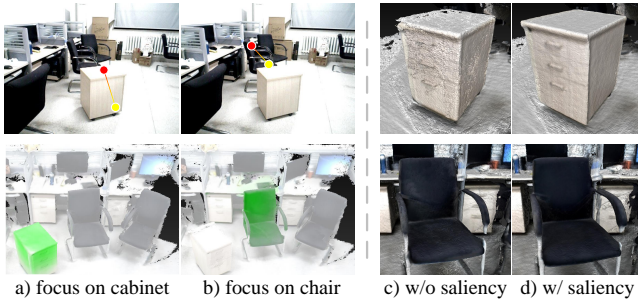 a) focus on cabinet b) focus on chair c) w/o saliency d) w/ saliency